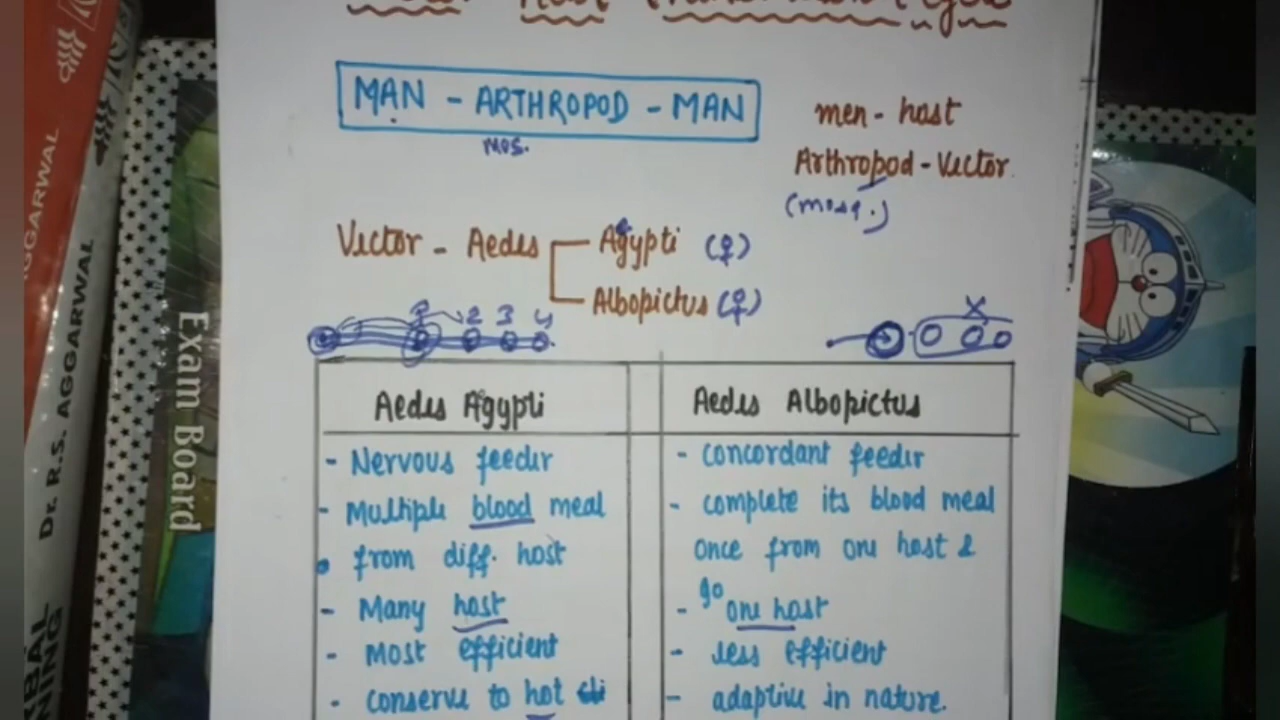 MAN - ARTHROPOD - MAN
mos.
men - host
Arthropod - Vector
(mosq.)
Vector - Aedes
Agypti (♀)
Albopictus (♀)
2 3 4
X
Aedes Agypti
- Nervous feeder
- Multiple blood meal
from diff. host
- Many host
- Most efficient
- conserve to hot
Aedes Albopictus
- concordant feeder
- complete its blood meal
once from one host &
go
- one host
- less efficient
- adaptive in nature.
AGGARWAL
Dr. R.S. AGGARWAL
Exam Board